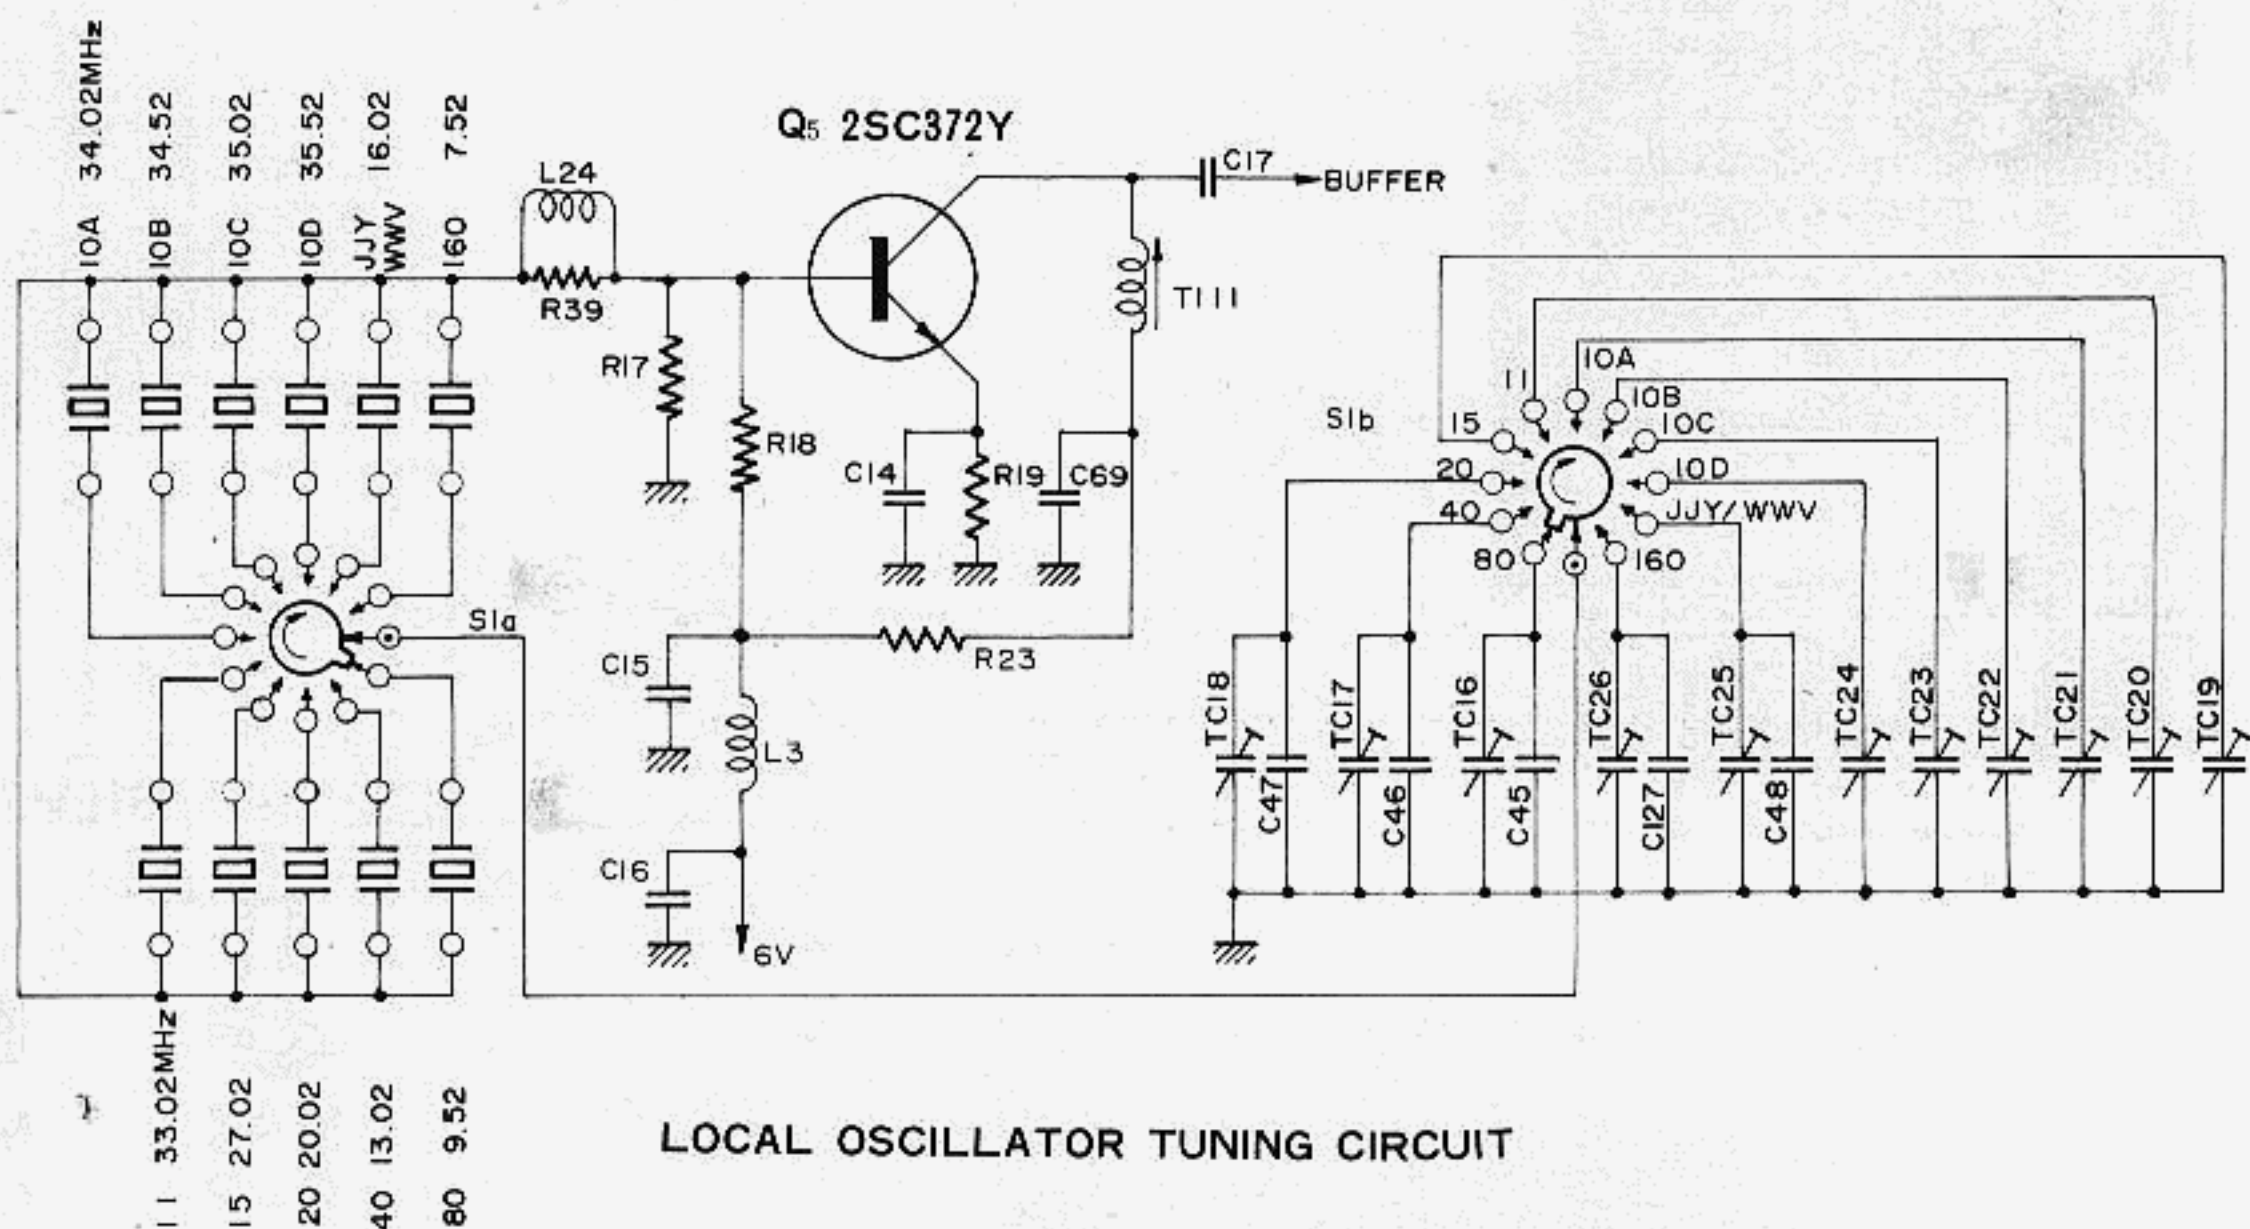 10A 34.02MHz
10B 34.52
10C 35.02
10D 35.52
JJY
WWV 16.02
160 7.52
L24
R39
Q5 2SC372Y
C17
BUFFER
T111
R17
R18
C14
R19
C69
S1a
C15
R23
L3
C16
6V
S1b
15
11
10A
10B
10C
20
10D
40
JJY/WWV
80
160
TC18
C47
TC17
C46
TC16
C45
TC26
C127
TC25
C48
TC24
TC23
TC22
TC21
TC20
TC19
11 33.02MHz
15 27.02
20 20.02
40 13.02
80 9.52
LOCAL OSCILLATOR TUNING CIRCUIT